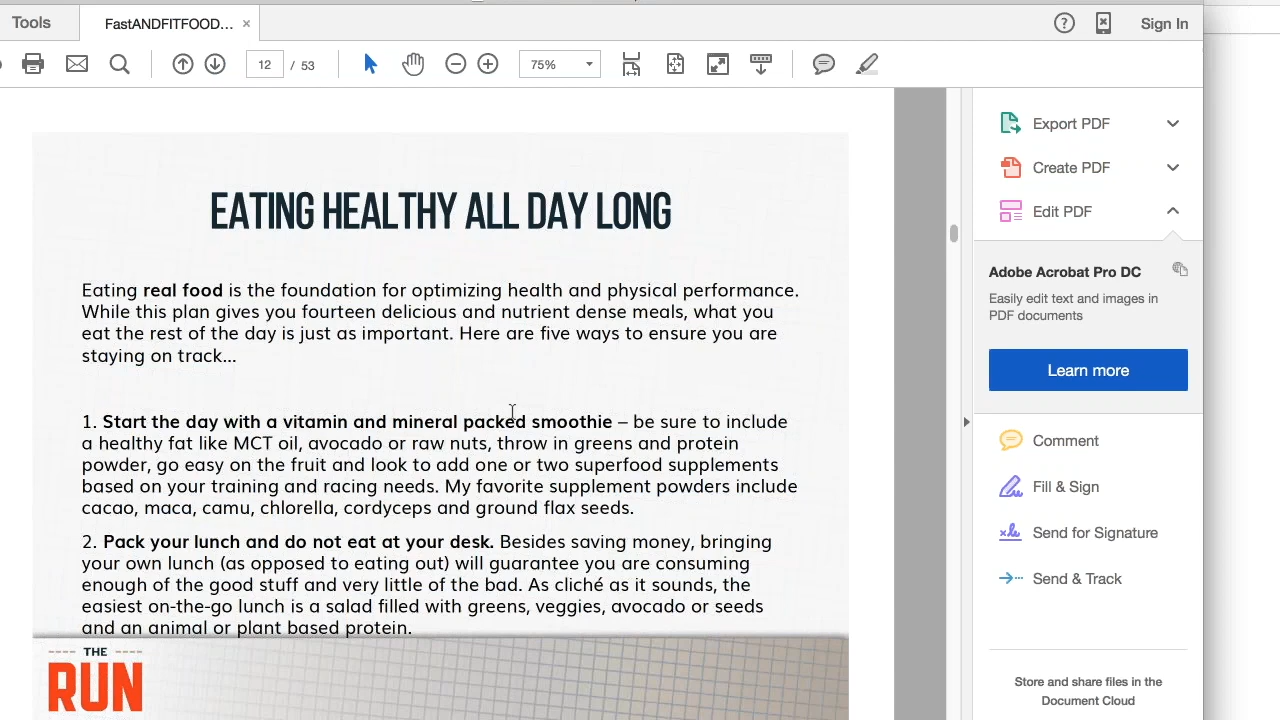 Tools
FastANDFITFOOD... ×
Sign In
12 / 53
75%
EATING HEALTHY ALL DAY LONG
Eating real food is the foundation for optimizing health and physical performance.
While this plan gives you fourteen delicious and nutrient dense meals, what you
eat the rest of the day is just as important. Here are five ways to ensure you are
staying on track...
1. Start the day with a vitamin and mineral packed smoothie – be sure to include
a healthy fat like MCT oil, avocado or raw nuts, throw in greens and protein
powder, go easy on the fruit and look to add one or two superfood supplements
based on your training and racing needs. My favorite supplement powders include
cacao, maca, camu, chlorella, cordyceps and ground flax seeds.
2. Pack your lunch and do not eat at your desk. Besides saving money, bringing
your own lunch (as opposed to eating out) will guarantee you are consuming
enough of the good stuff and very little of the bad. As cliché as it sounds, the
easiest on-the-go lunch is a salad filled with greens, veggies, avocado or seeds
and an animal or plant based protein.
THE
RUN
Export PDF
Create PDF
Edit PDF
Adobe Acrobat Pro DC
Easily edit text and images in
PDF documents
Learn more
Comment
Fill & Sign
Send for Signature
Send & Track
Store and share files in the
Document Cloud